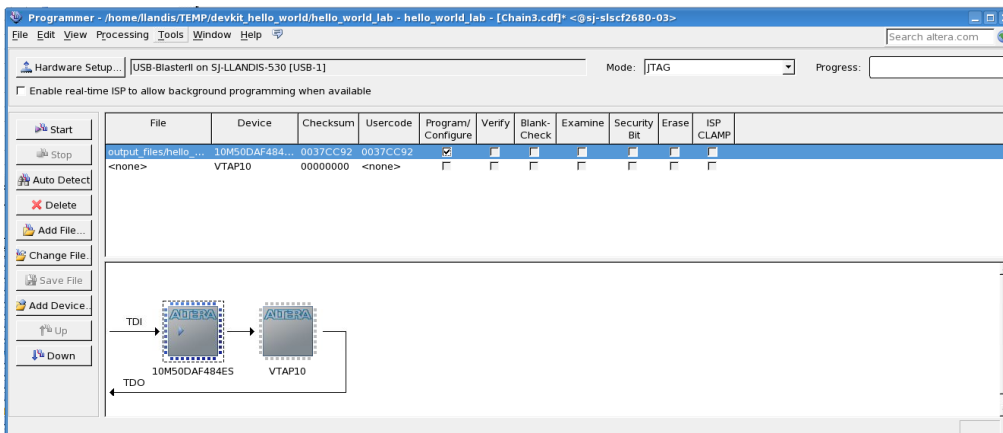 Programmer - /home/llandis/TEMP/devkit_hello_world/hello_world_lab - hello_world_lab - [Chain3.cdf]* <@sj-slscf2680-03>
File Edit View Processing Tools Window Help
Search altera.com
Hardware Setup... USB-BlasterII on SJ-LLANDIS-530 [USB-1] Mode: JTAG Progress:
Enable real-time ISP to allow background programming when available
Start
Stop
Auto Detect
Delete
Add File...
Change File.
Save File
Add Device.
Up
Down
File Device Checksum Usercode Program/Configure Verify Blank-Check Examine Security Bit Erase ISP CLAMP
output_files/hello_... 10M50DAF484... 0037CC92 0037CC92
<none> VTAP10 00000000 <none>
TDI
ALTERA ALTERA
10M50DAF484ES VTAP10
TDO